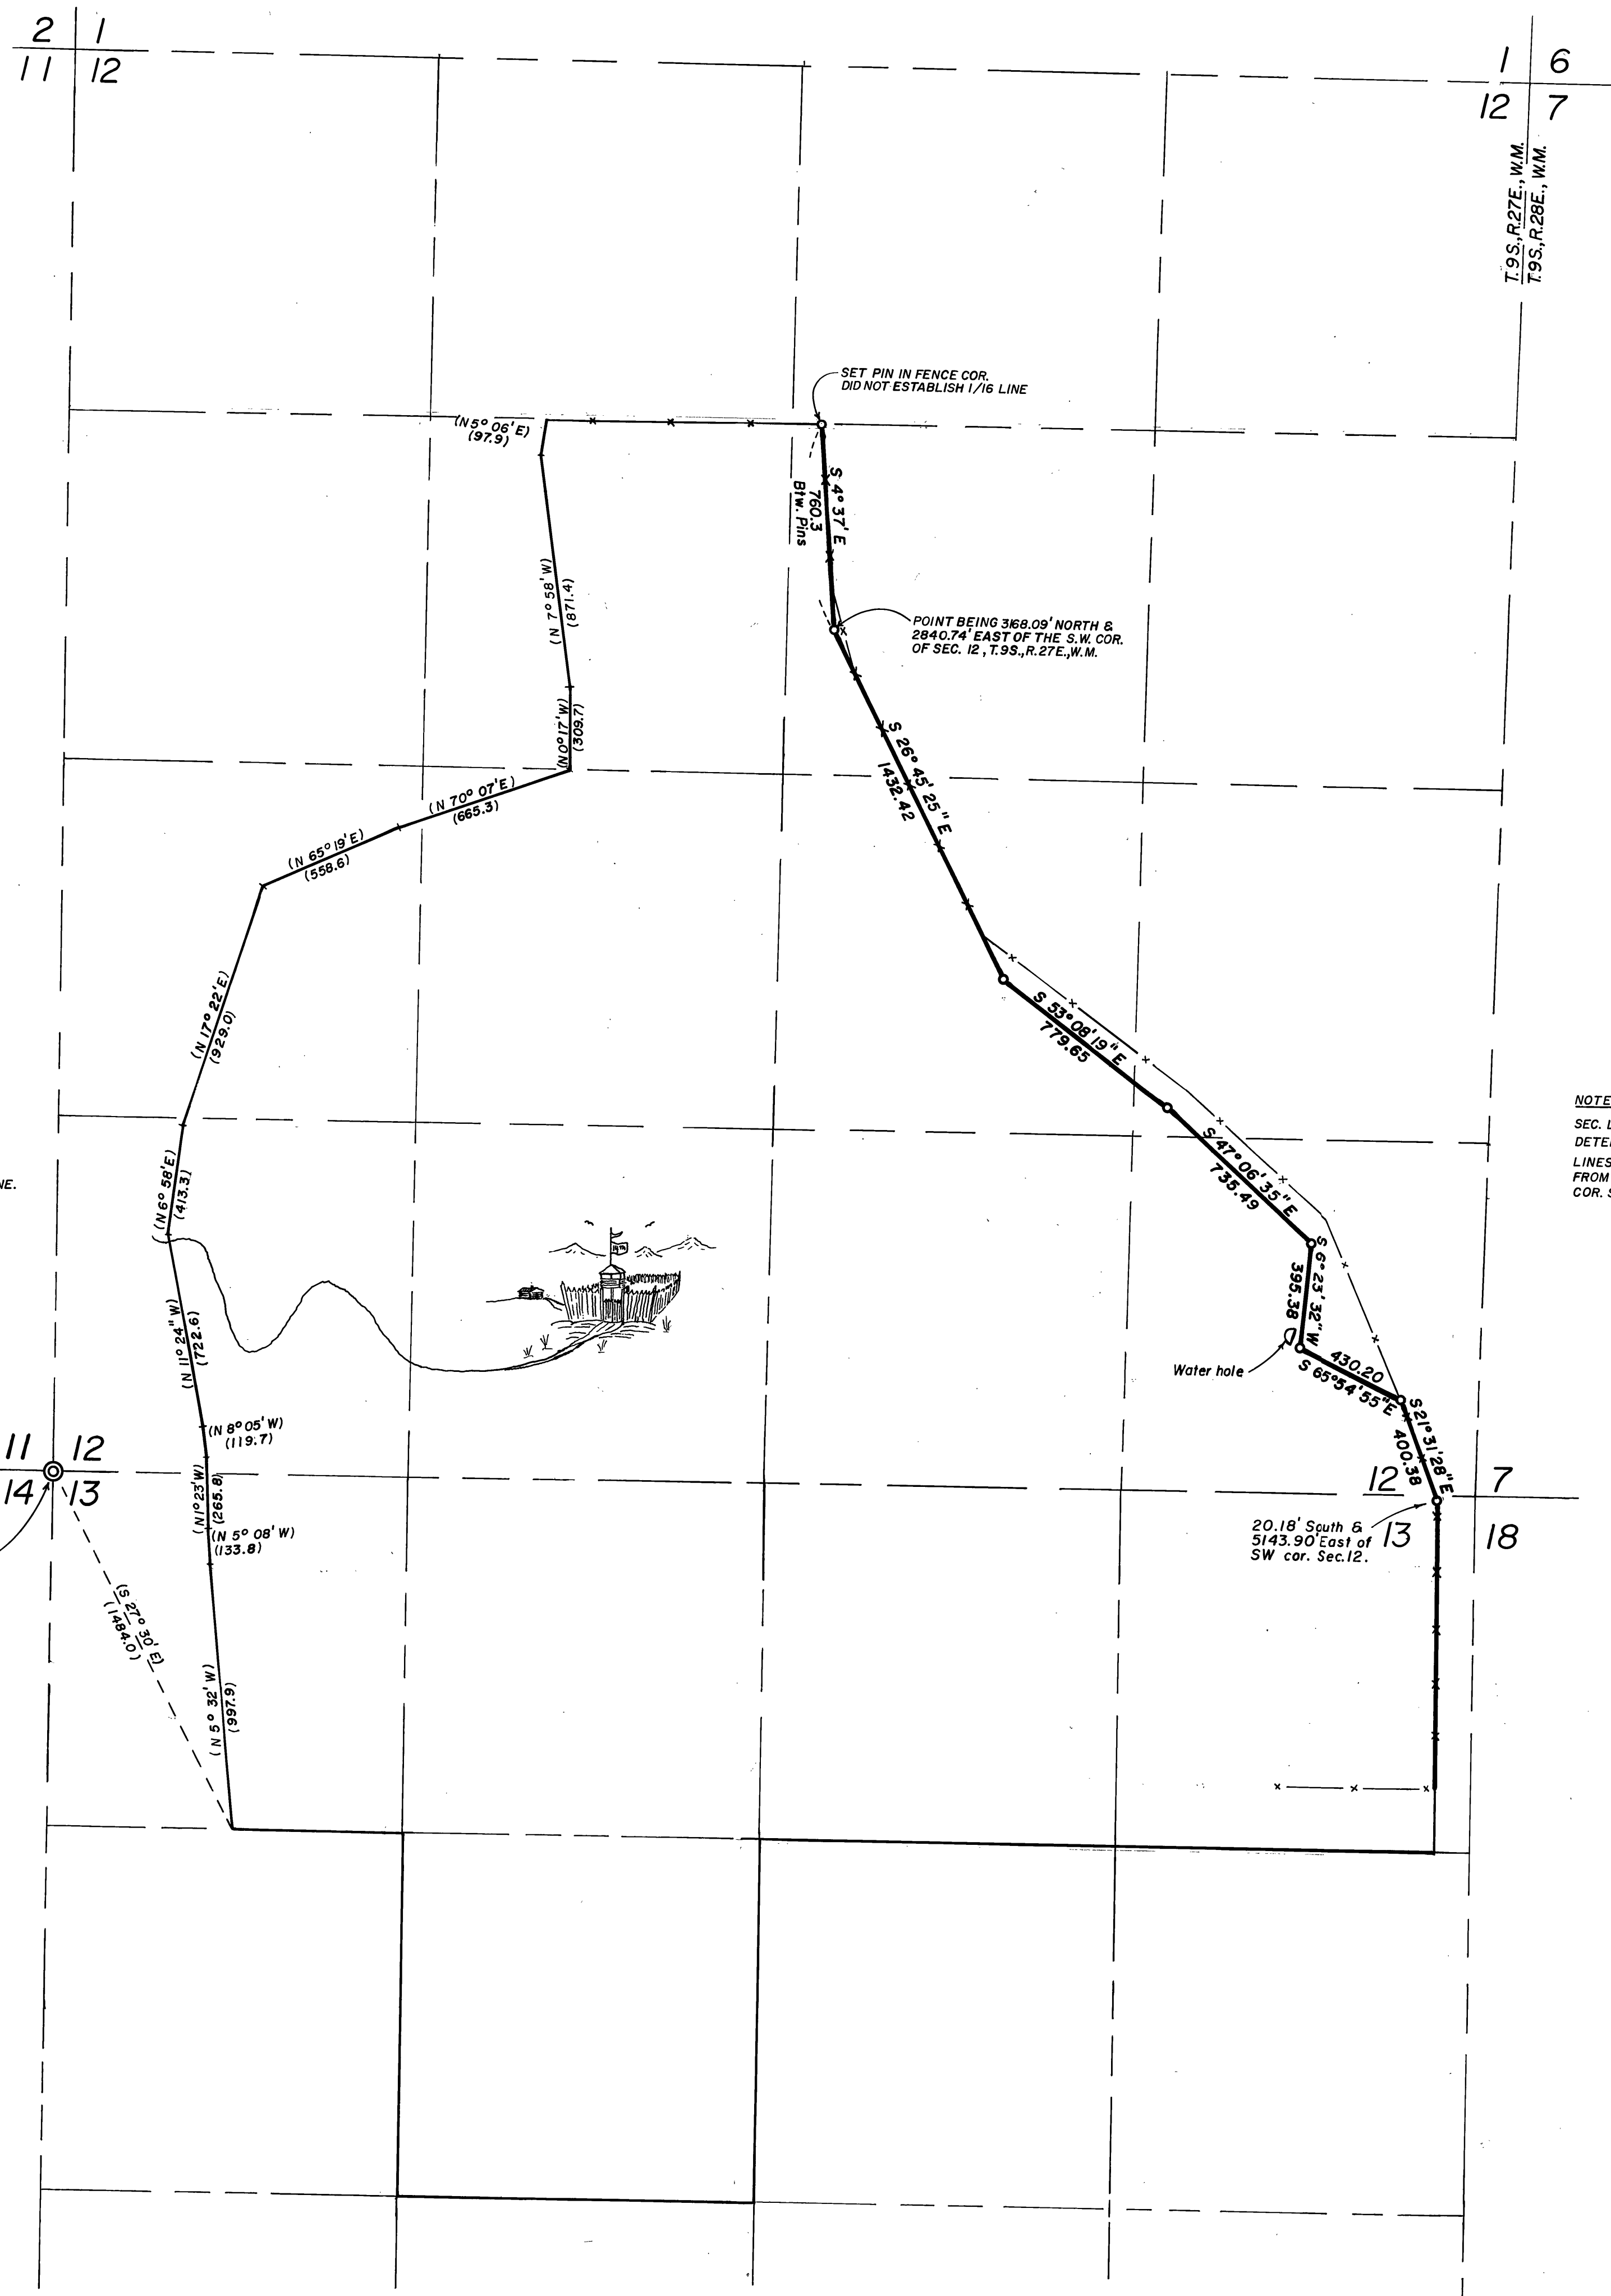 2 1
11 12
1 6
12 7
T.9S.,R.27E., W.M.
T.9S.,R.28E., W.M.
SET PIN IN FENCE COR.
DID NOT ESTABLISH 1/16 LINE
(N 5° 06' E)
(97.9)
S 4° 37' E
760.3
Btw. Pins
(N 7° 58' W)
(871.4)
POINT BEING 3168.09' NORTH &
2840.74' EAST OF THE S.W. COR.
OF SEC. 12, T.9S.,R.27E.,W.M.
(N 0° 17' W)
(309.7)
S 26° 45' 25" E
1432.42
(N 70° 07' E)
(665.3)
(N 65° 19' E)
(558.6)
(N 17° 22' E)
(929.0)
S 53° 08' 19" E
779.65
NOTE
SEC. L
DETE
LINES
FROM
COR. S
S 47° 06' 35" E
735.49
NE.
(N 6° 58' E)
(413.3)
S 6° 23' 32" W
395.38
(N 11° 24" W)
(722.6)
Water hole
430.20
S 65° 54' 55" E
S 21° 31' 28" E
400.38
(N 8° 05' W)
(119.7)
11 12
14 13
12 7
13 18
(N 1° 23' W)
(265.8)
(N 5° 08' W)
(133.8)
20.18' South &
5143.90' East of
SW cor. Sec. 12.
(S 27° 30' E)
(1484.0)
(N 5° 32' W)
(997.9)